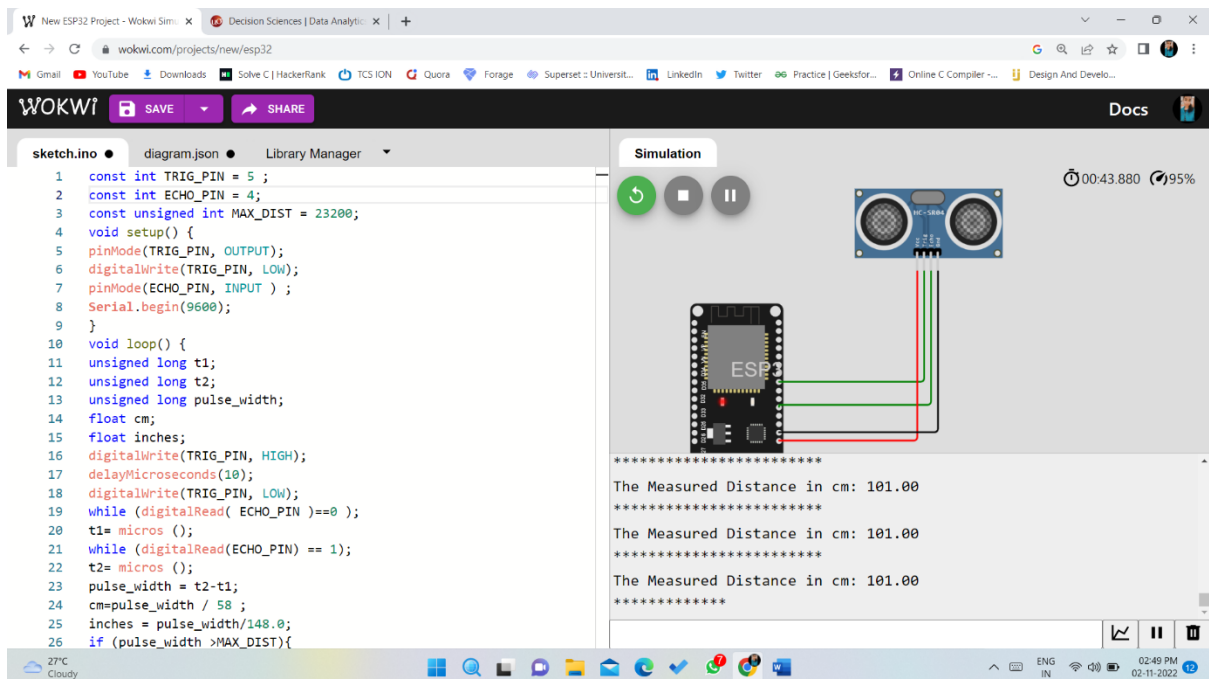 New ESP32 Project - Wokwi Simu
Decision Sciences | Data Analytic
wokwi.com/projects/new/esp32
Gmail YouTube Downloads Solve C | HackerRank TCS ION Quora Forage Superset :: Universit... LinkedIn Twitter Practice | Geeksfor... Online C Compiler -... Design And Develo...
WOKWI SAVE SHARE Docs
sketch.ino diagram.json Library Manager
Simulation
00:43.880 95%
1 const int TRIG_PIN = 5 ;
2 const int ECHO_PIN = 4;
3 const unsigned int MAX_DIST = 23200;
4 void setup() {
5 pinMode(TRIG_PIN, OUTPUT);
6 digitalWrite(TRIG_PIN, LOW);
7 pinMode(ECHO_PIN, INPUT ) ;
8 Serial.begin(9600);
9 }
10 void loop() {
11 unsigned long t1;
12 unsigned long t2;
13 unsigned long pulse_width;
14 float cm;
15 float inches;
16 digitalWrite(TRIG_PIN, HIGH);
17 delayMicroseconds(10);
18 digitalWrite(TRIG_PIN, LOW);
19 while (digitalRead( ECHO_PIN )==0 );
20 t1= micros ();
21 while (digitalRead(ECHO_PIN) == 1);
22 t2= micros ();
23 pulse_width = t2-t1;
24 cm=pulse_width / 58 ;
25 inches = pulse_width/148.0;
26 if (pulse_width >MAX_DIST){
HC-SR04
Vcc Trig Echo Gnd
ESP3
************************
The Measured Distance in cm: 101.00
************************
The Measured Distance in cm: 101.00
************************
The Measured Distance in cm: 101.00
*************
27°C
Cloudy
7
ENG
IN
02:49 PM
02-11-2022
12